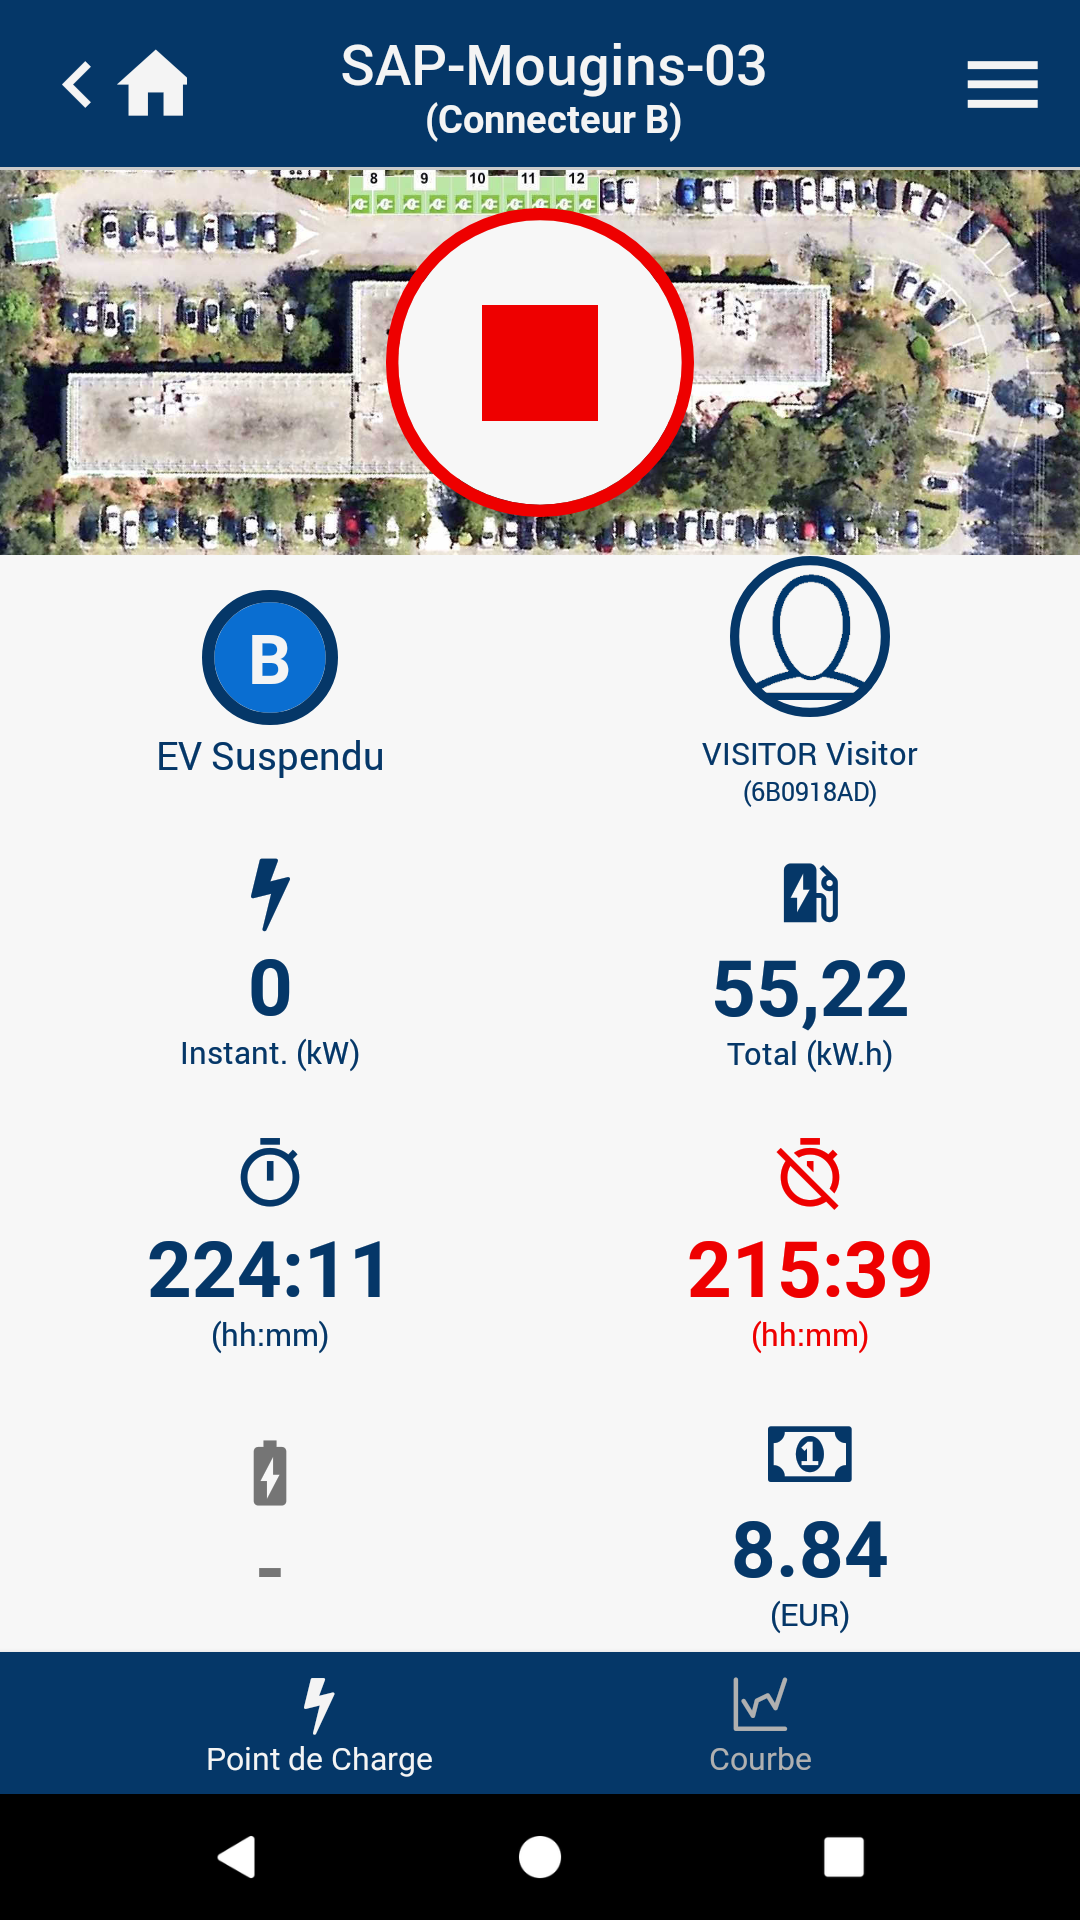 SAP-Mougins-03
(Connecteur B)
8 9 10 11 12
B
EV Suspendu
VISITOR Visitor
(6B0918AD)
0
Instant. (kW)
55,22
Total (kW.h)
224:11
(hh:mm)
215:39
(hh:mm)
-
1
8.84
(EUR)
Point de Charge
Courbe